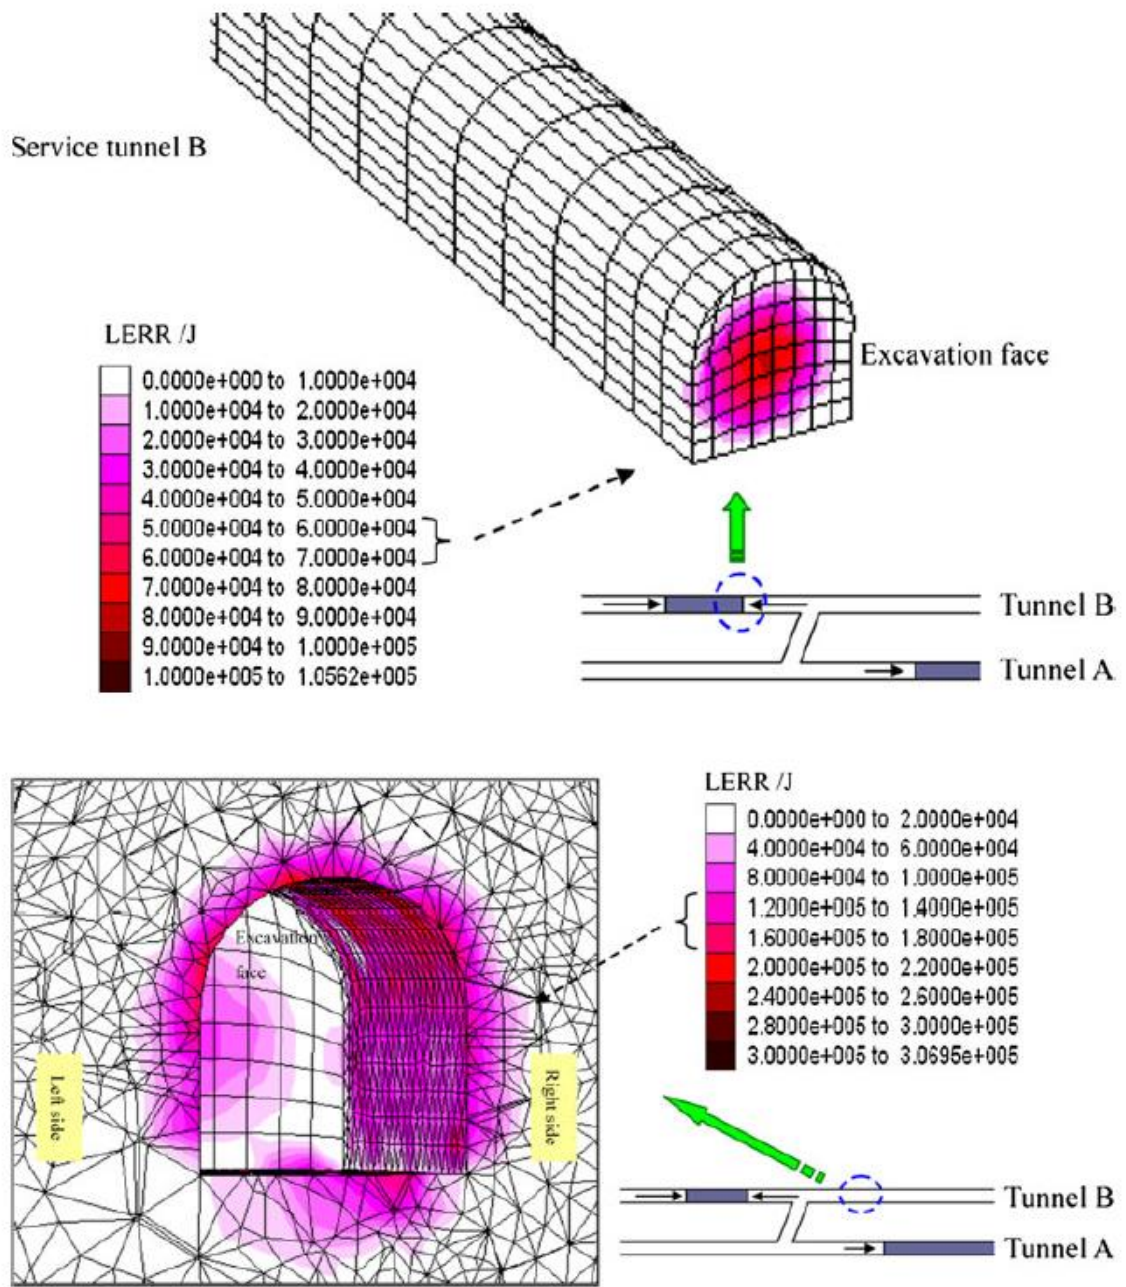 Service tunnel B
LERR /J
0.0000e+000 to 1.0000e+004
1.0000e+004 to 2.0000e+004
2.0000e+004 to 3.0000e+004
3.0000e+004 to 4.0000e+004
4.0000e+004 to 5.0000e+004
5.0000e+004 to 6.0000e+004
6.0000e+004 to 7.0000e+004
7.0000e+004 to 8.0000e+004
8.0000e+004 to 9.0000e+004
9.0000e+004 to 1.0000e+005
1.0000e+005 to 1.0562e+005
Excavation face
Tunnel B
Tunnel A
Excavation
face
Left side
Right side
LERR /J
0.0000e+000 to 2.0000e+004
4.0000e+004 to 6.0000e+004
8.0000e+004 to 1.0000e+005
1.2000e+005 to 1.4000e+005
1.6000e+005 to 1.8000e+005
2.0000e+005 to 2.2000e+005
2.4000e+005 to 2.6000e+005
2.8000e+005 to 3.0000e+005
3.0000e+005 to 3.0695e+005
Tunnel B
Tunnel A